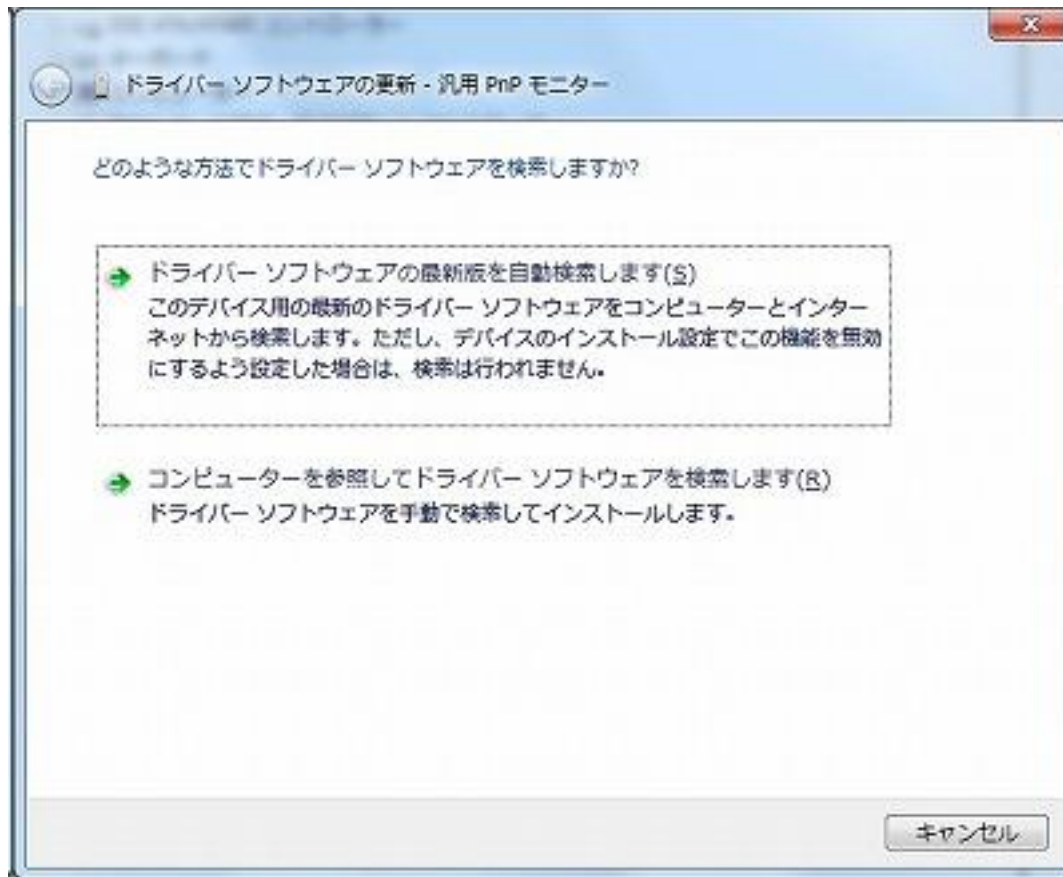 ドライバー ソフトウェアの更新 - 汎用 PnP モニター
どのような方法でドライバー ソフトウェアを検索しますか?
ドライバー ソフトウェアの最新版を自動検索します(S)
このデバイス用の最新のドライバー ソフトウェアをコンピューターとインター
ネットから検索します。ただし、デバイスのインストール設定でこの機能を無効
にするよう設定した場合は、検索は行われません。
コンピューターを参照してドライバー ソフトウェアを検索します(R)
ドライバー ソフトウェアを手動で検索してインストールします。
キャンセル